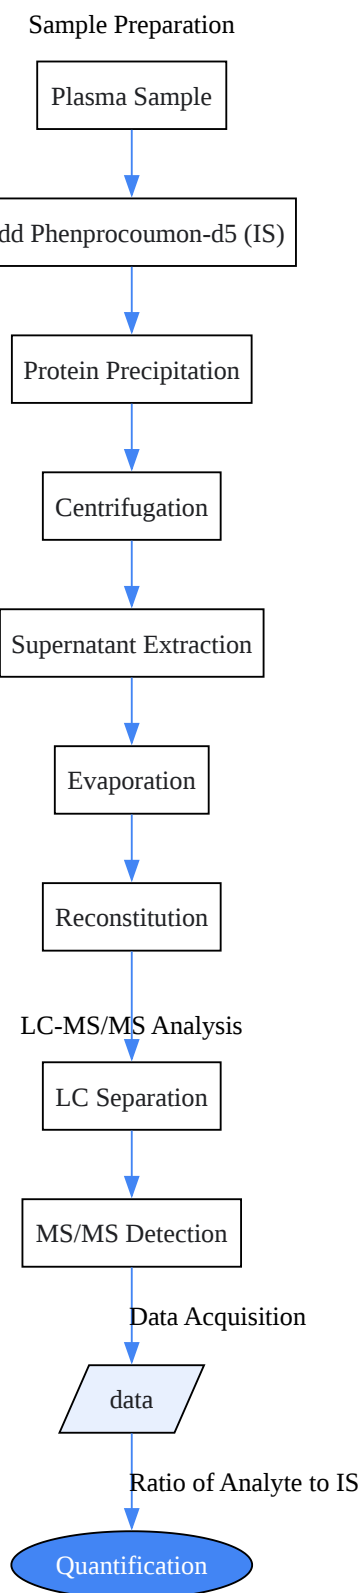 Sample Preparation
Plasma Sample
dd Phenprocoumon-d5 (IS)
Protein Precipitation
Centrifugation
Supernatant Extraction
Evaporation
Reconstitution
LC-MS/MS Analysis
LC Separation
MS/MS Detection
Data Acquisition
data
Ratio of Analyte to IS
Quantification